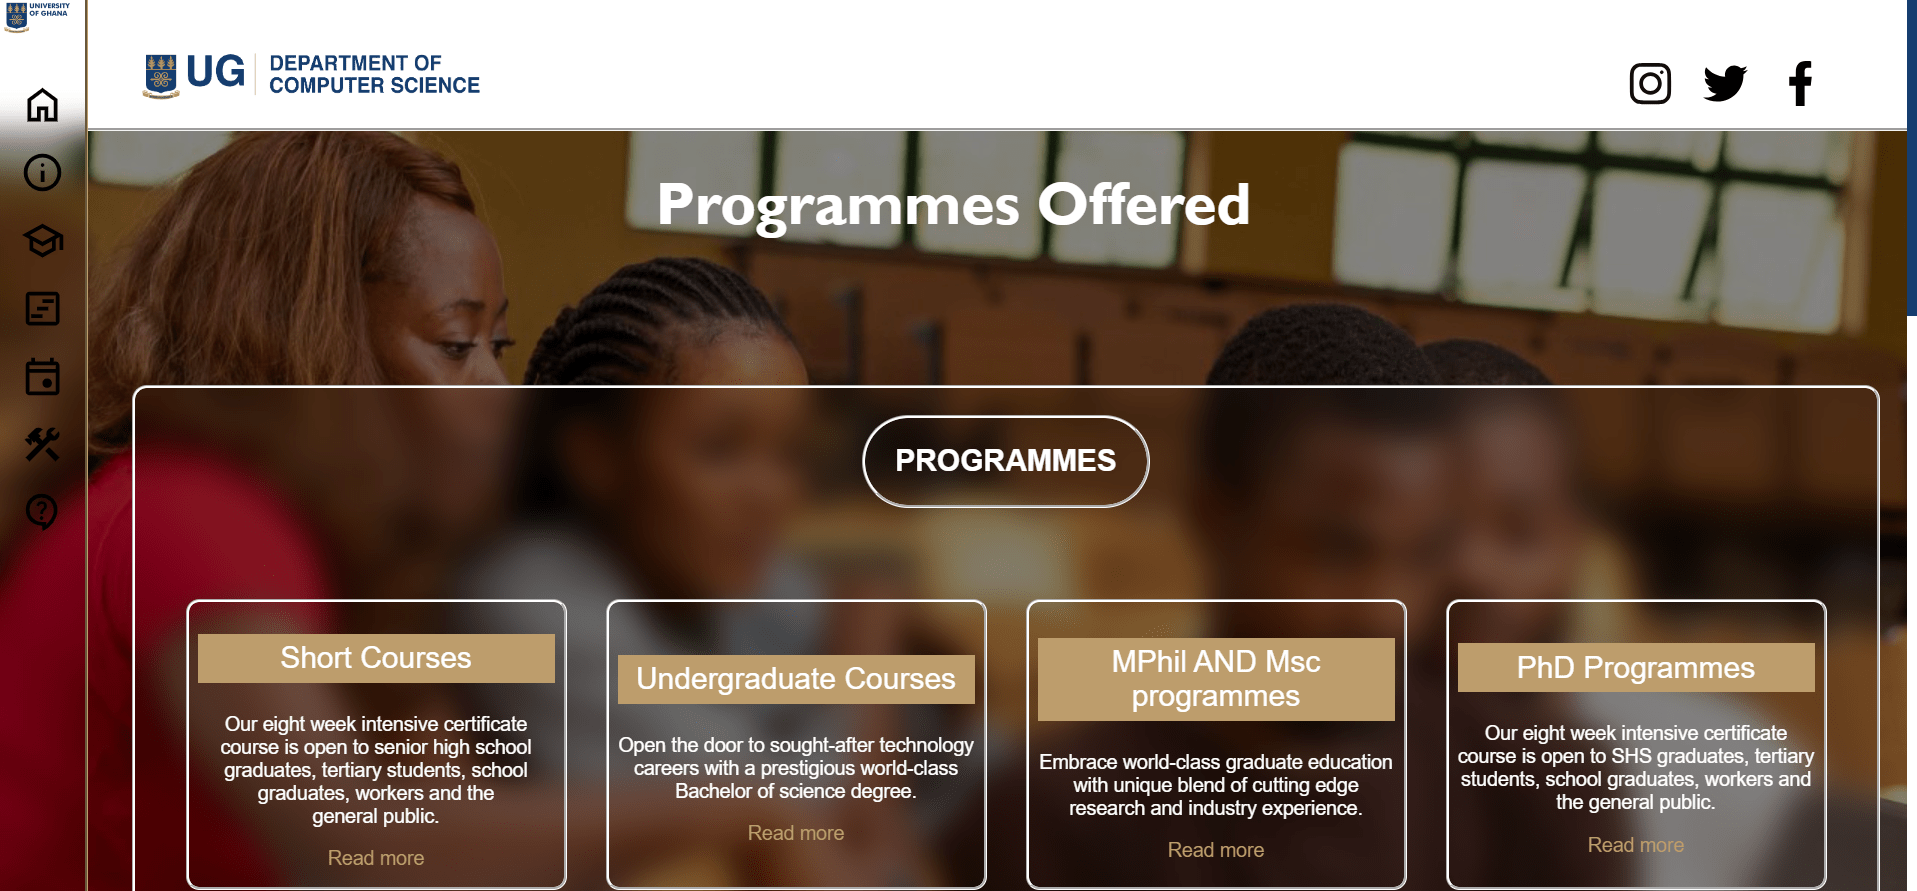 UNIVERSITY
OF GHANA
UG
DEPARTMENT OF
COMPUTER SCIENCE
Programmes Offered
PROGRAMMES
Short Courses
Our eight week intensive certificate
course is open to senior high school
graduates, tertiary students, school
graduates, workers and the
general public.
Read more
Undergraduate Courses
Open the door to sought-after technology
careers with a prestigious world-class
Bachelor of science degree.
Read more
MPhil AND Msc
programmes
Embrace world-class graduate education
with unique blend of cutting edge
research and industry experience.
Read more
PhD Programmes
Our eight week intensive certificate
course is open to SHS graduates, tertiary
students, school graduates, workers and
the general public.
Read more